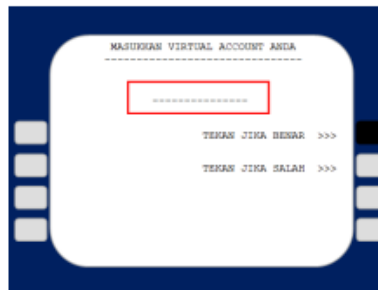 MASUKKAN VIRTUAL ACCOUNT ANDA
------------------------------
===============
TEKAN JIKA BENAR >>>
TEKAN JIKA SALAH >>>